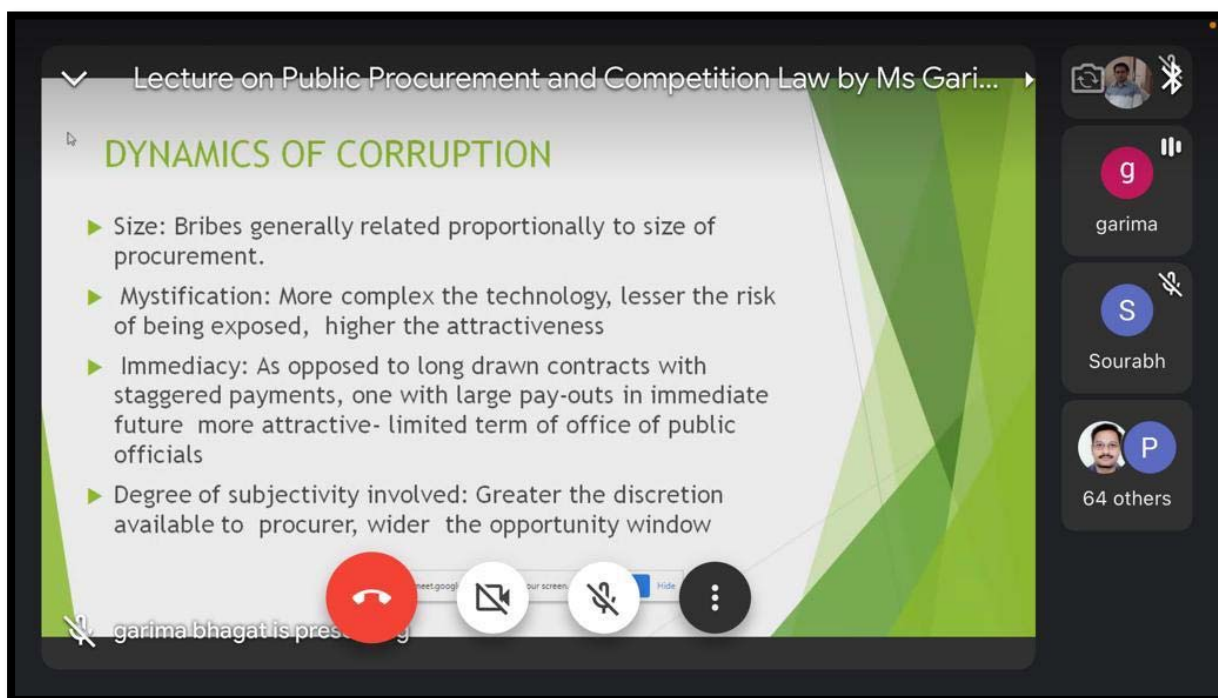 Lecture on Public Procurement and Competition Law by Ms Gari...
DYNAMICS OF CORRUPTION
Size: Bribes generally related proportionally to size of
procurement.
Mystification: More complex the technology, lesser the risk
of being exposed, higher the attractiveness
Immediacy: As opposed to long drawn contracts with
staggered payments, one with large pay-outs in immediate
future more attractive- limited term of office of public
officials
Degree of subjectivity involved: Greater the discretion
available to procurer, wider the opportunity window
screen
Hide
garima bhagat is
g
garima
S
Sourabh
P
64 others